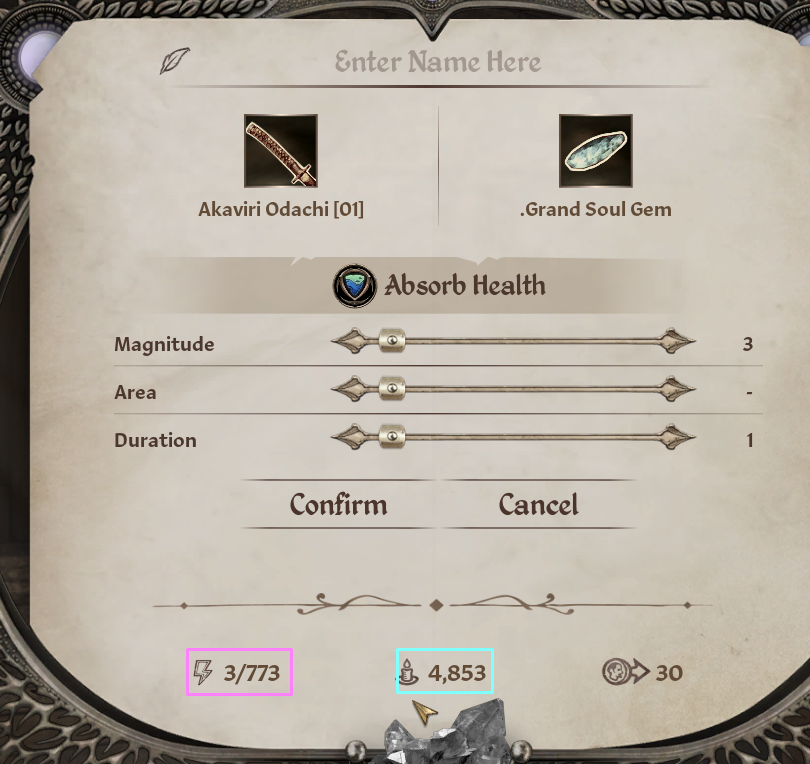 Enter Name Here
Akaviri Odachi [01]
.Grand Soul Gem
Absorb Health
Magnitude 3
Area -
Duration 1
Confirm Cancel
3/773 4,853 30